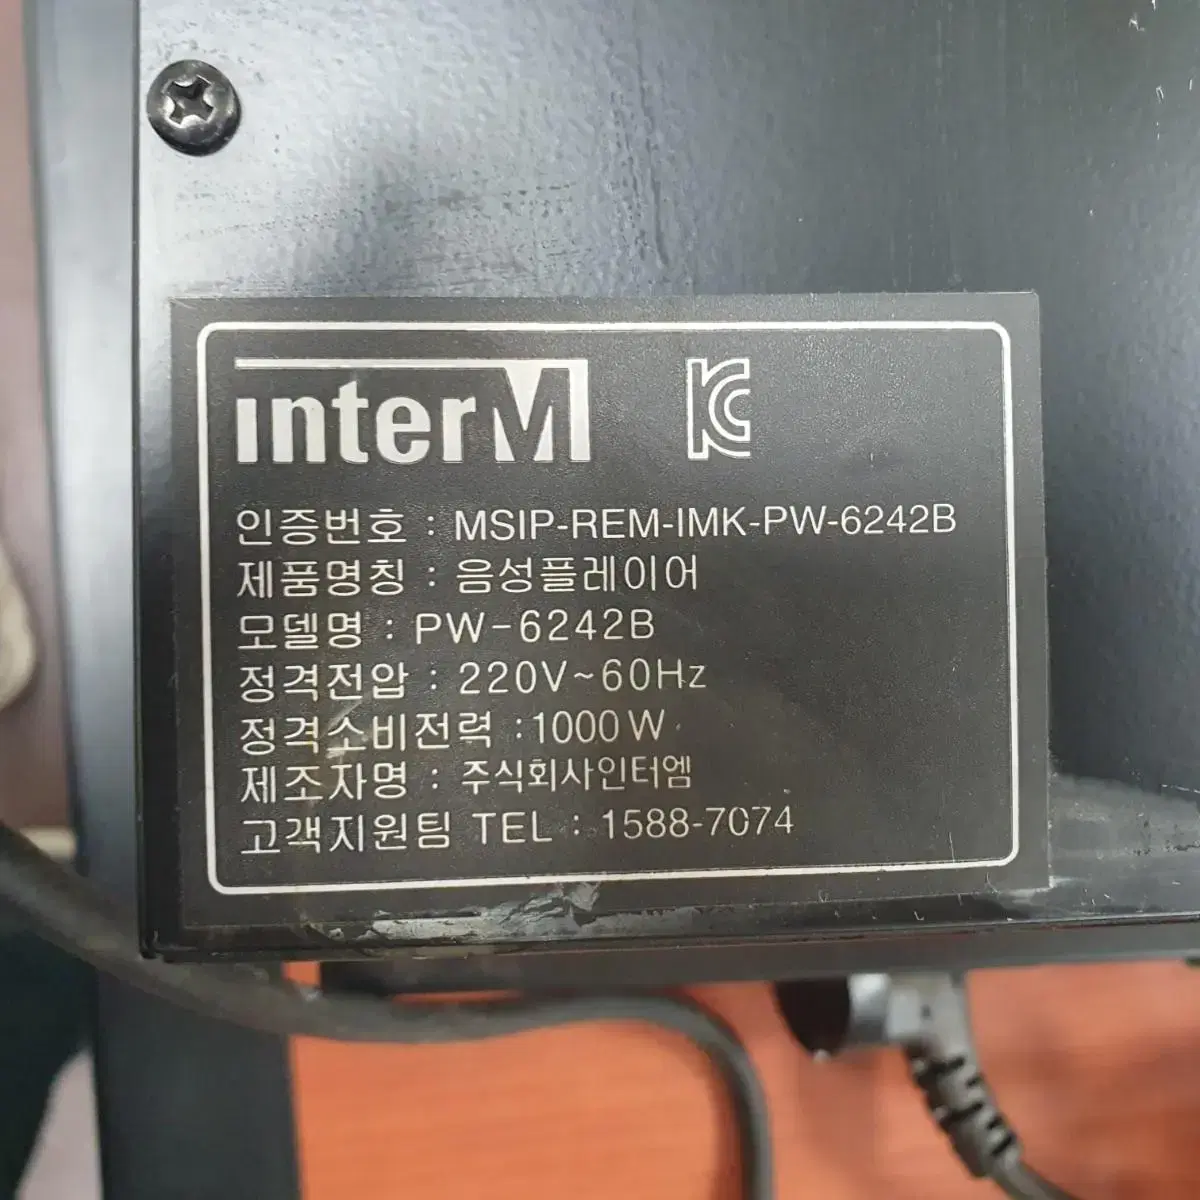 interM KC
인증번호 : MSIP-REM-IMK-PW-6242B
제품명칭 : 음성플레이어
모델명 : PW-6242B
정격전압 : 220V~60Hz
정격소비전력 :1000W
제조자명 : 주식회사인터엠
고객지원팀 TEL : 1588-7074